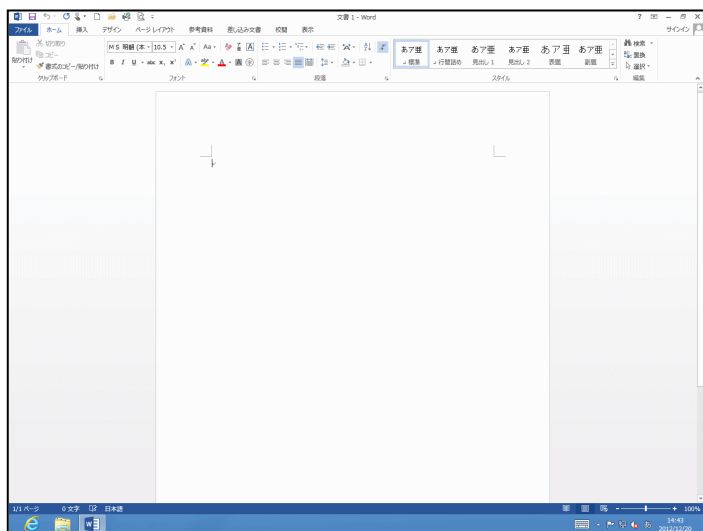 文書 1 - Word
ファイル ホーム 挿入 デザイン ページ レイアウト 参考資料 差し込み文書 校閲 表示 サインイン
貼り付け 切り取り コピー 書式のコピー/貼り付け
ＭＳ 明朝 (本 10.5
あア亜 あア亜 あア亜 あア亜 あア亜 あア亜
標準 行間詰め 見出し 1 見出し 2 表題 副題
検索 置換 選択
クリップボード フォント 段落 スタイル 編集
1/1 ページ 0 文字 日本語 100%
14:43
2012/12/20